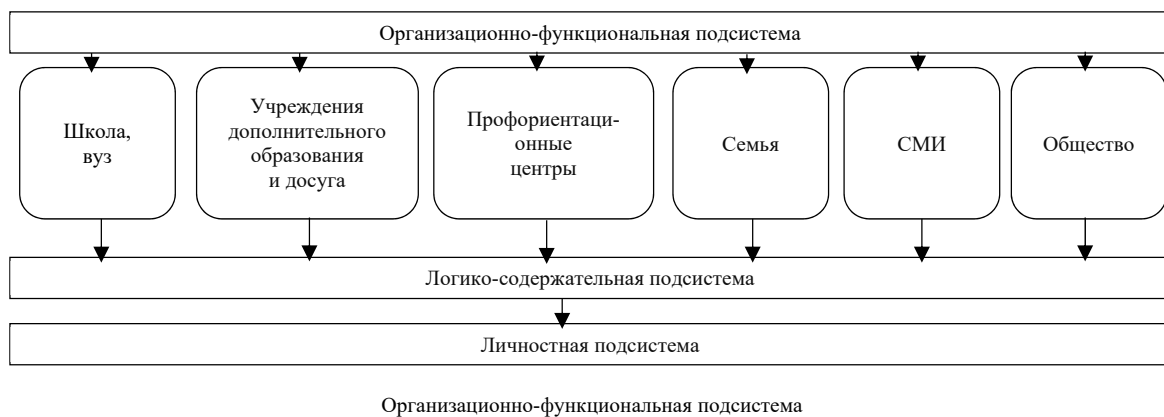 Организационно-функциональная подсистема
Школа,
вуз
Учреждения
дополнительного
образования
и досуга
Профориентаци-
онные
центры
Семья
СМИ
Общество
Логико-содержательная подсистема
Личностная подсистема
Организационно-функциональная подсистема